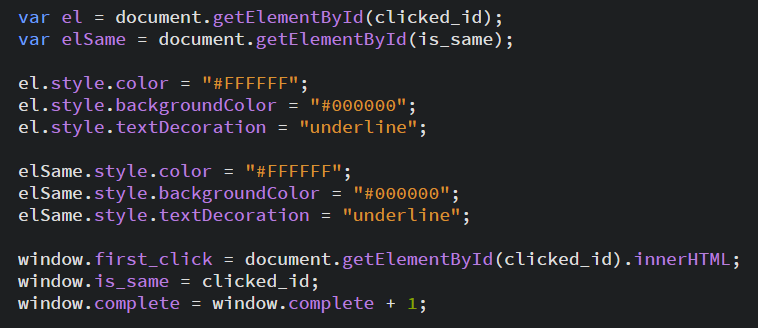 var el = document.getElementById(clicked_id);
var elSame = document.getElementById(is_same);
el.style.color = "#FFFFFF";
el.style.backgroundColor = "#000000";
el.style.textDecoration = "underline";
elSame.style.color = "#FFFFFF";
elSame.style.backgroundColor = "#000000";
elSame.style.textDecoration = "underline";
window.first_click = document.getElementById(clicked_id).innerHTML;
window.is_same = clicked_id;
window.complete = window.complete + 1;